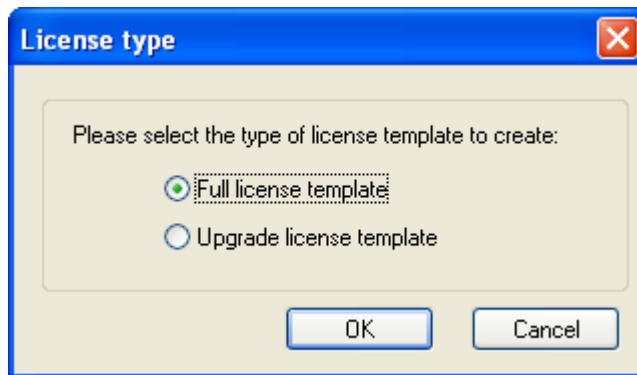 License type
Please select the type of license template to create:
Full license template
Upgrade license template
OK Cancel